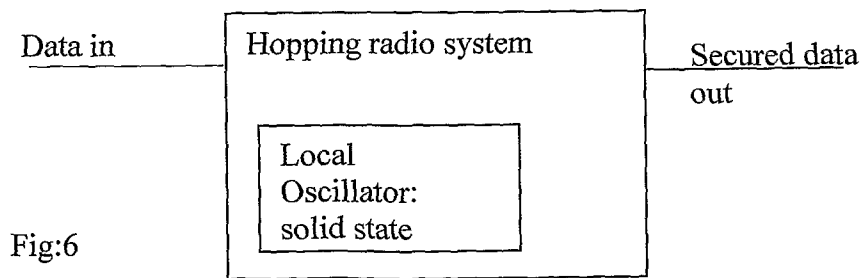 Data in
Hopping radio system
Secured data
out
Local
Oscillator:
solid state
Fig:6